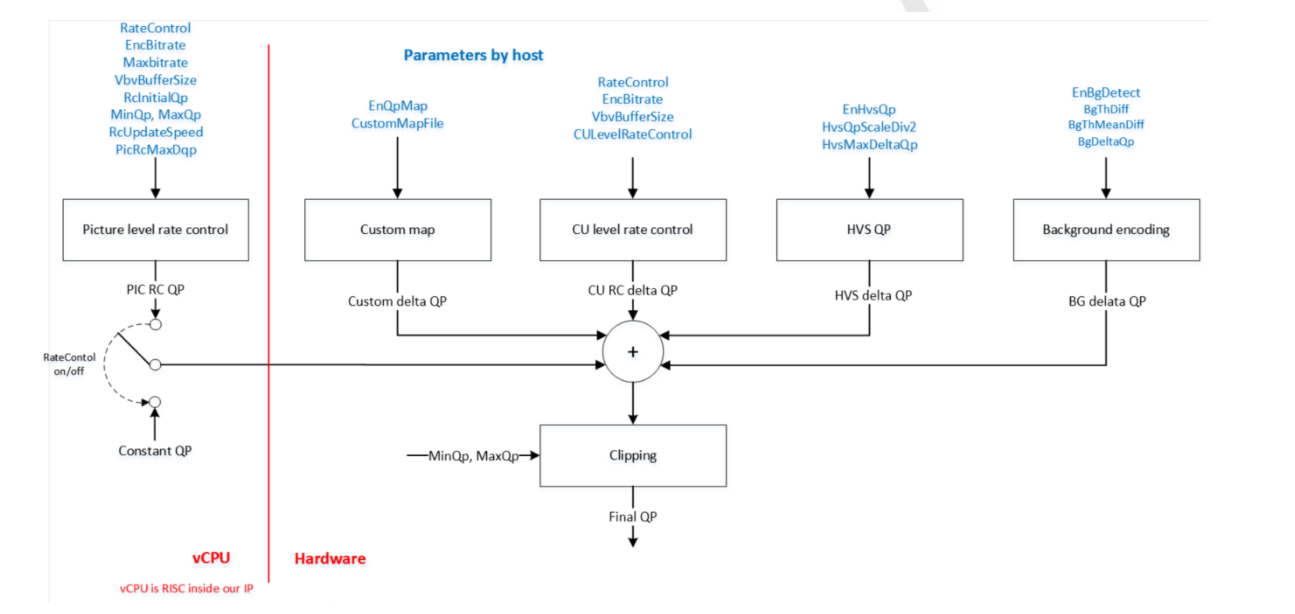 RateControl
EncBitrate
Maxbitrate
VbvBufferSize
RcInitialQp
MinQp, MaxQp
RcUpdateSpeed
PicRcMaxDqp
Parameters by host
EnQpMap
CustomMapFile
RateControl
EncBitrate
VbvBufferSize
CULevelRateControl
EnHvsQp
HvsQpScaleDiv2
HvsMaxDeltaQp
EnBgDetect
BgThDiff
BgThMeanDiff
BgDeltaQp
Picture level rate control
Custom map
CU level rate control
HVS QP
Background encoding
PIC RC QP
Custom delta QP
CU RC delta QP
HVS delta QP
BG delata QP
RateContol
on/off
+
Constant QP
MinQp, MaxQp
Clipping
Final QP
vCPU
Hardware
vCPU is RISC inside our IP